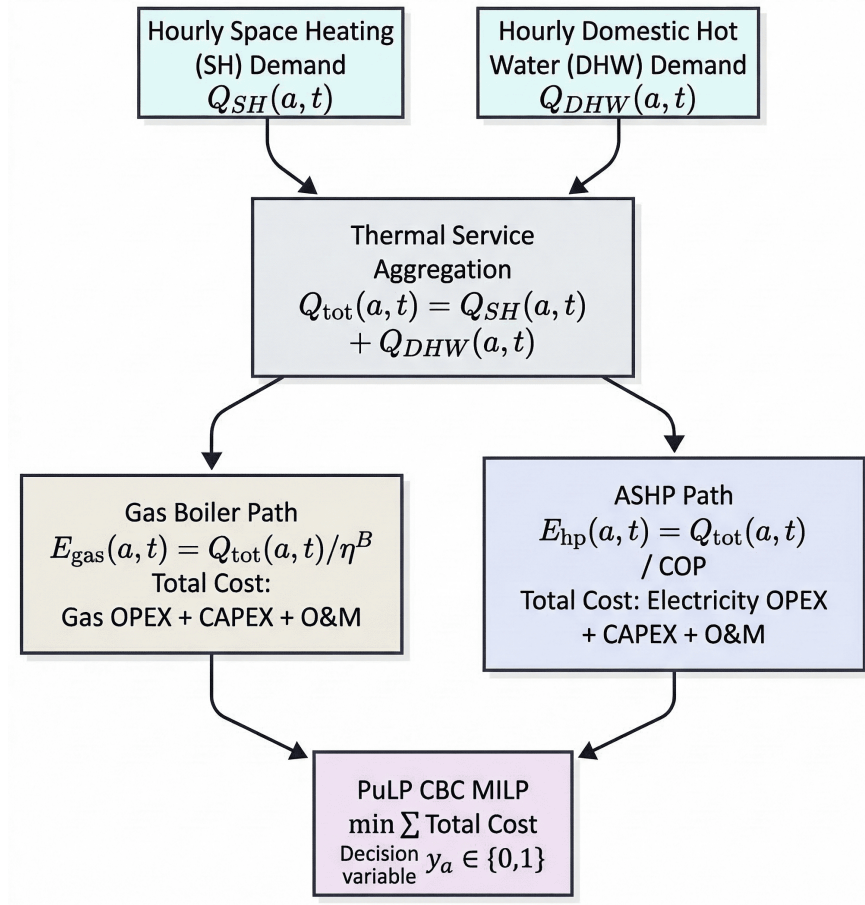 Hourly Space Heating
(SH) Demand
Q_{SH}(a, t)
Hourly Domestic Hot
Water (DHW) Demand
Q_{DHW}(a, t)
Thermal Service
Aggregation
Q_{tot}(a, t) = Q_{SH}(a, t)
+ Q_{DHW}(a, t)
Gas Boiler Path
E_{gas}(a, t) = Q_{tot}(a, t)/η^B
Total Cost:
Gas OPEX + CAPEX + O&M
ASHP Path
E_{hp}(a, t) = Q_{tot}(a, t)
/ COP
Total Cost: Electricity OPEX
+ CAPEX + O&M
PuLP CBC MILP
min ∑ Total Cost
Decision variable y_a ∈ {0,1}